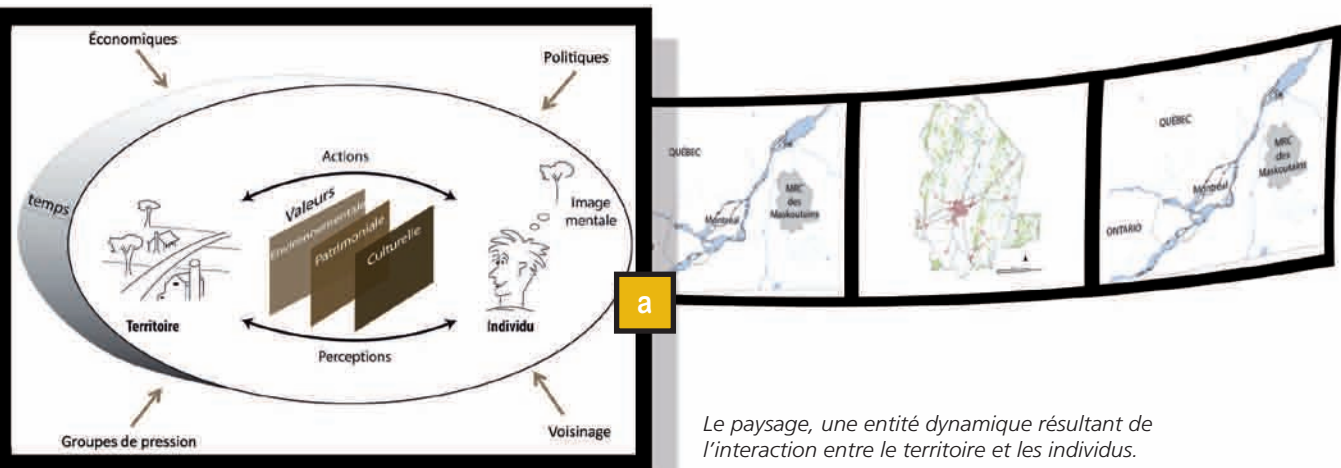 Économiques
Politiques
temps
Actions
Valeurs
Environnementale
Patrimoniale
Culturelle
Image
mentale
Territoire
Individu
Perceptions
Groupes de pression
Voisinage
a
QUÉBEC
Montréal
MRC
des
Maskoutains
QUÉBEC
Montréal
MRC
des
Maskoutains
ONTARIO
Le paysage, une entité dynamique résultant de
l'interaction entre le territoire et les individus.